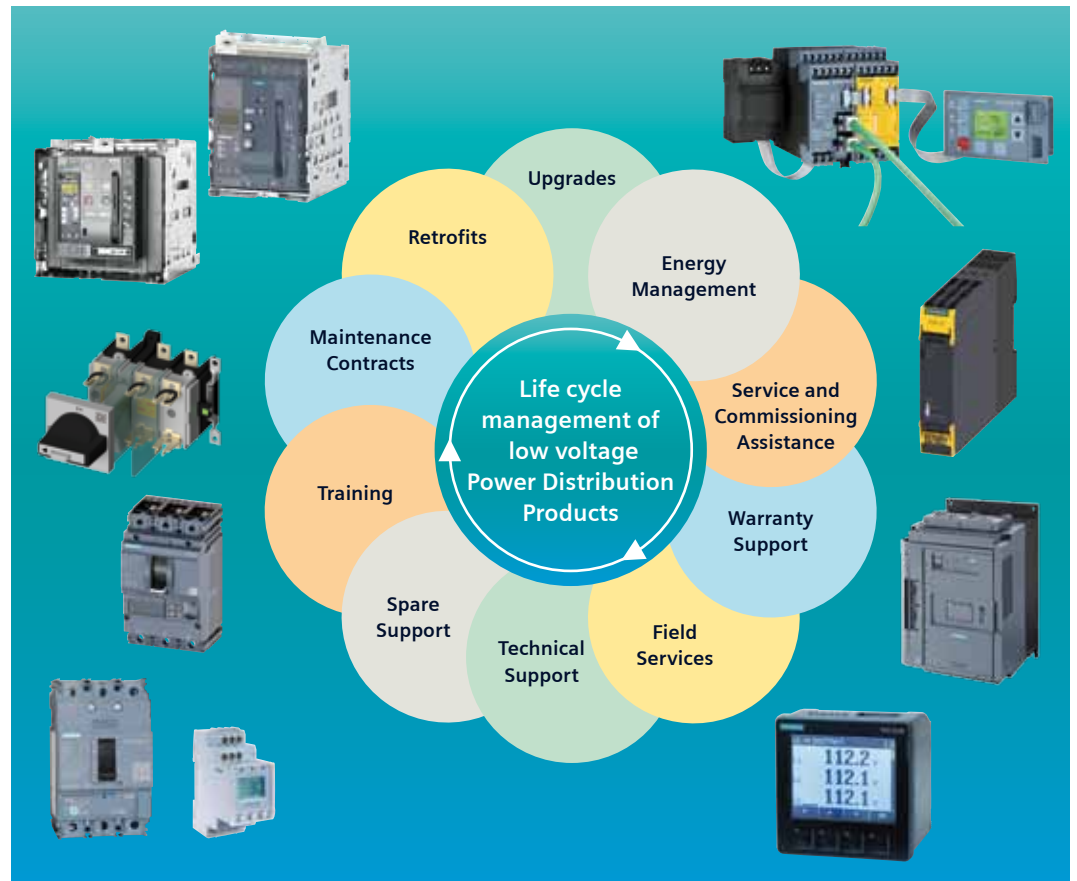 Upgrades
Retrofits
Energy
Management
Maintenance
Contracts
Life cycle
management of
low voltage
Power Distribution
Products
Service and
Commissioning
Assistance
Training
Warranty
Support
Spare
Support
Technical
Support
Field
Services
112.2
112.1
112.1